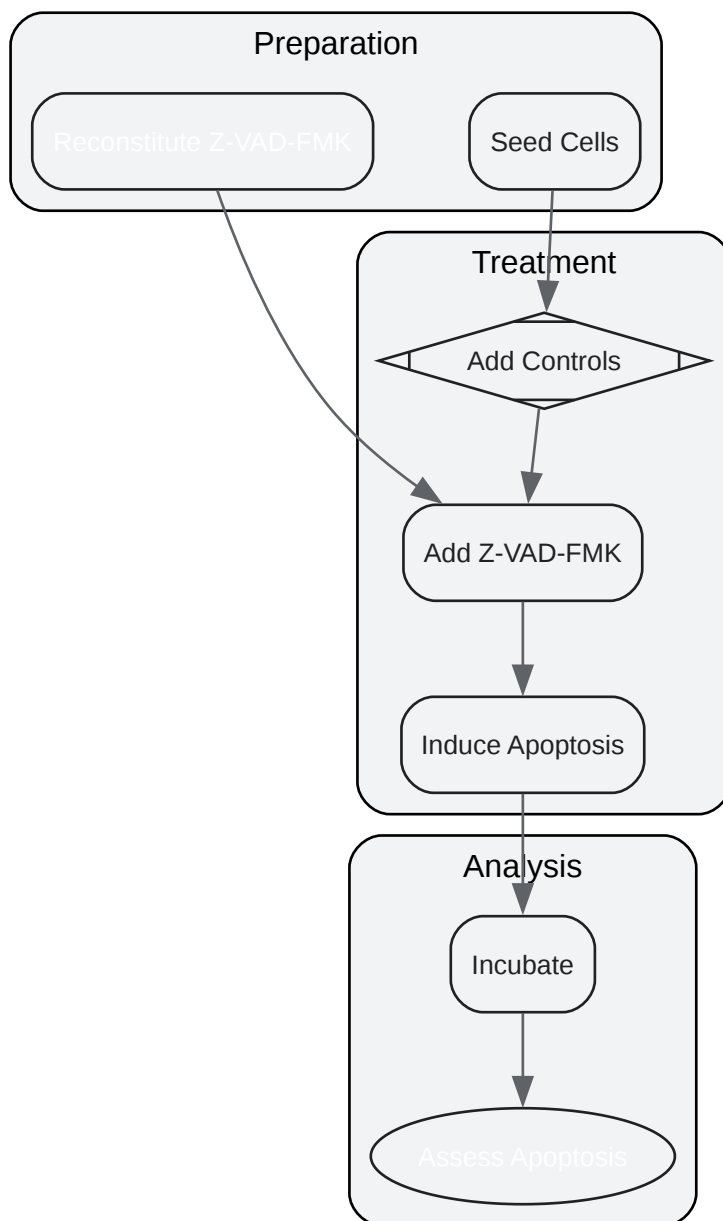 Preparation
Reconstitute Z-VAD-FMK
Seed Cells
Treatment
Add Controls
Add Z-VAD-FMK
Induce Apoptosis
Analysis
Incubate
Assess Apoptosis